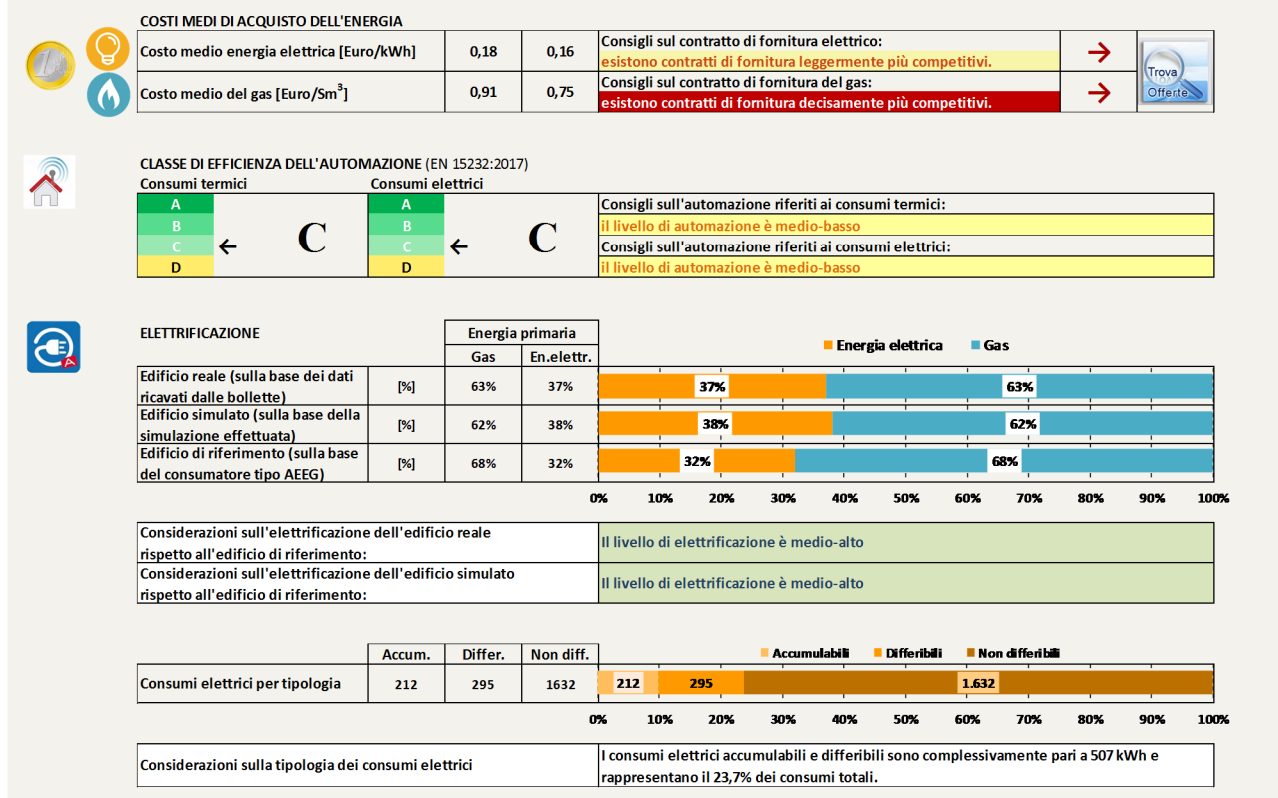 COSTI MEDI DI ACQUISTO DELL'ENERGIA
Costo medio energia elettrica [Euro/kWh] 0,18 0,16 Consigli sul contratto di fornitura elettrico:
esistono contratti di fornitura leggermente più competitivi. →
Costo medio del gas [Euro/Sm³] 0,91 0,75 Consigli sul contratto di fornitura del gas:
esistono contratti di fornitura decisamente più competitivi. →
Trova
Offerte
CLASSE DI EFFICIENZA DELL'AUTOMAZIONE (EN 15232:2017)
Consumi termici Consumi elettrici
A A Consigli sull'automazione riferiti ai consumi termici:
B B il livello di automazione è medio-basso
C ← C C ← C Consigli sull'automazione riferiti ai consumi elettrici:
D D il livello di automazione è medio-basso
ELETTRIFICAZIONE Energia primaria
Gas En.elettr.
Energia elettrica Gas
Edificio reale (sulla base dei dati
ricavati dalle bollette) [%] 63% 37% 37% 63%
Edificio simulato (sulla base della
simulazione effettuata) [%] 62% 38% 38% 62%
Edificio di riferimento (sulla base
del consumatore tipo AEEG) [%] 68% 32% 32% 68%
0% 10% 20% 30% 40% 50% 60% 70% 80% 90% 100%
Considerazioni sull'elettrificazione dell'edificio reale
rispetto all'edificio di riferimento: Il livello di elettrificazione è medio-alto
Considerazioni sull'elettrificazione dell'edificio simulato
rispetto all'edificio di riferimento: Il livello di elettrificazione è medio-alto
Accum. Differ. Non diff. Accumulabili Differibili Non differibili
Consumi elettrici per tipologia 212 295 1632 212 295 1.632
0% 10% 20% 30% 40% 50% 60% 70% 80% 90% 100%
Considerazioni sulla tipologia dei consumi elettrici
I consumi elettrici accumulabili e differibili sono complessivamente pari a 507 kWh e
rappresentano il 23,7% dei consumi totali.